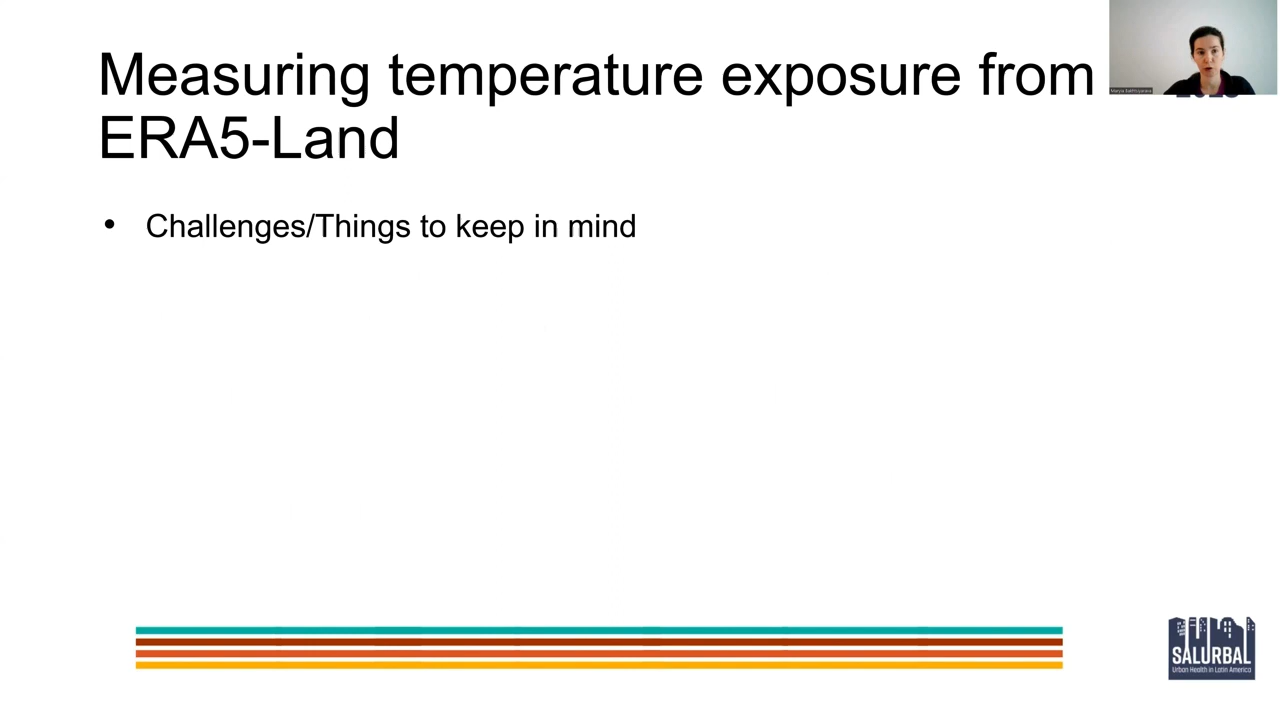 Measuring temperature exposure from
ERA5-Land
• Challenges/Things to keep in mind
SALURBAL
Urban Health in Latin America